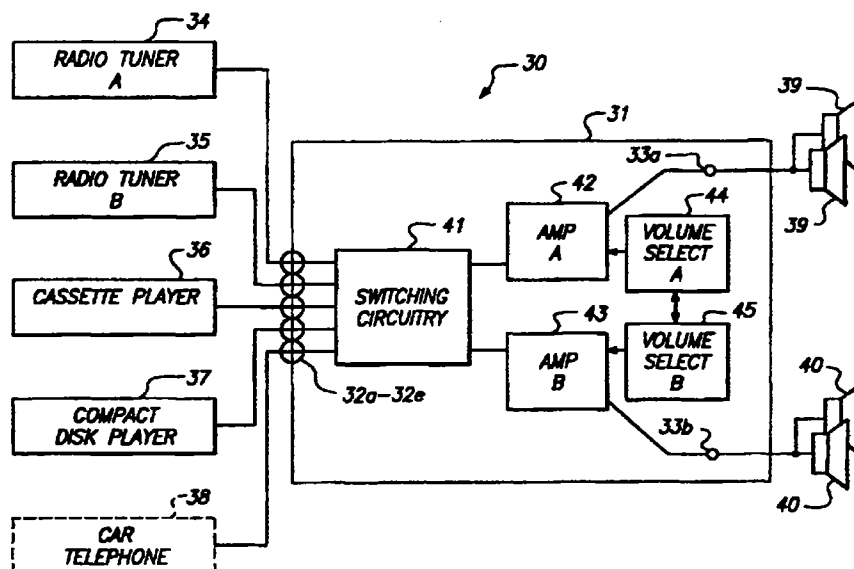 34
RADIO TUNER
A
35
RADIO TUNER
B
36
CASSETTE PLAYER
37
COMPACT
DISK PLAYER
38
CAR
TELEPHONE
30
31
32a-32e
41
SWITCHING
CIRCUITRY
42
AMP
A
43
AMP
B
33a
44
VOLUME
SELECT
A
45
VOLUME
SELECT
B
33b
39
39
40
40